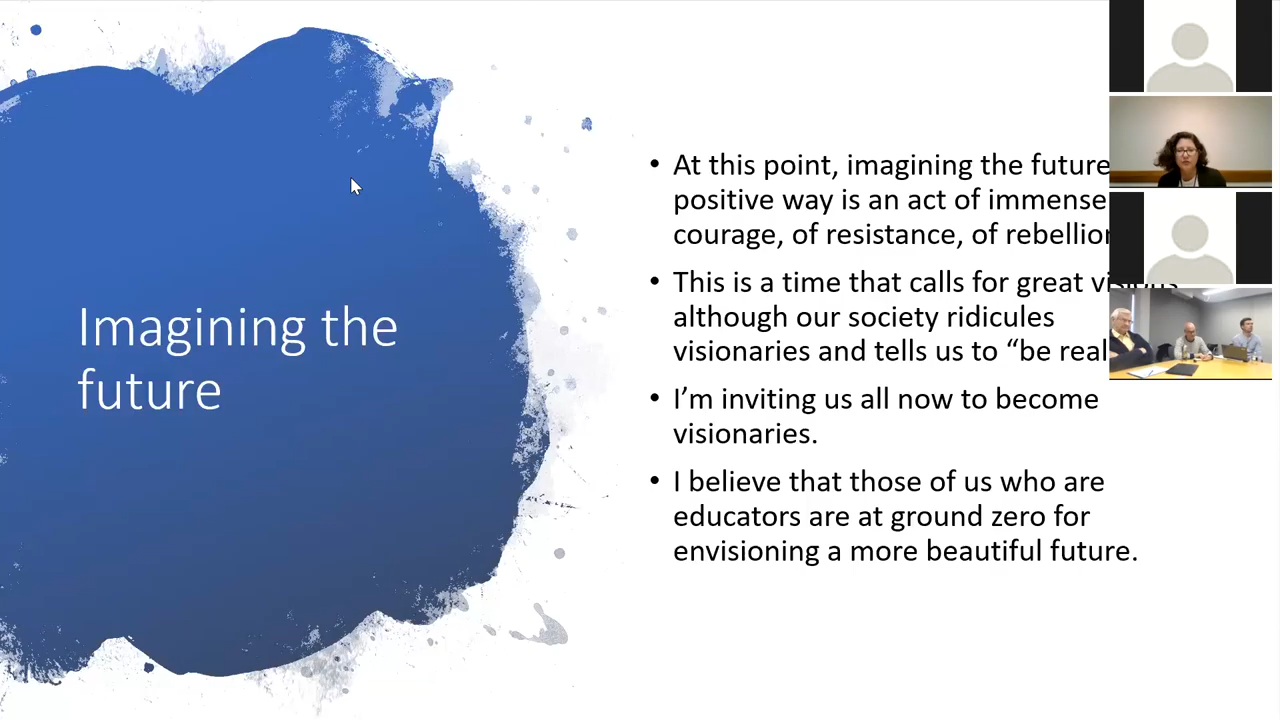 Imagining the
future
• At this point, imagining the future
positive way is an act of immense
courage, of resistance, of
• This is a time that calls for great visions
although our society ridicules
visionaries and tells us to “be
• I’m inviting us all now to become
visionaries.
• I believe that those of us who are
educators are at ground zero for
envisioning a more beautiful future.